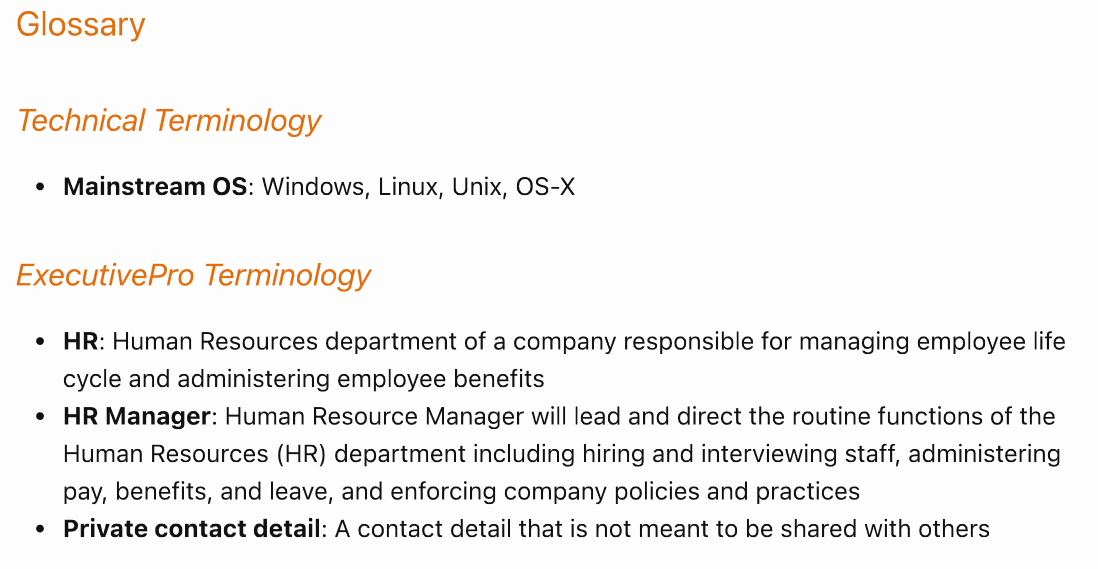 Glossary
Technical Terminology
• Mainstream OS: Windows, Linux, Unix, OS-X
ExecutivePro Terminology
• HR: Human Resources department of a company responsible for managing employee life
cycle and administering employee benefits
• HR Manager: Human Resource Manager will lead and direct the routine functions of the
Human Resources (HR) department including hiring and interviewing staff, administering
pay, benefits, and leave, and enforcing company policies and practices
• Private contact detail: A contact detail that is not meant to be shared with others